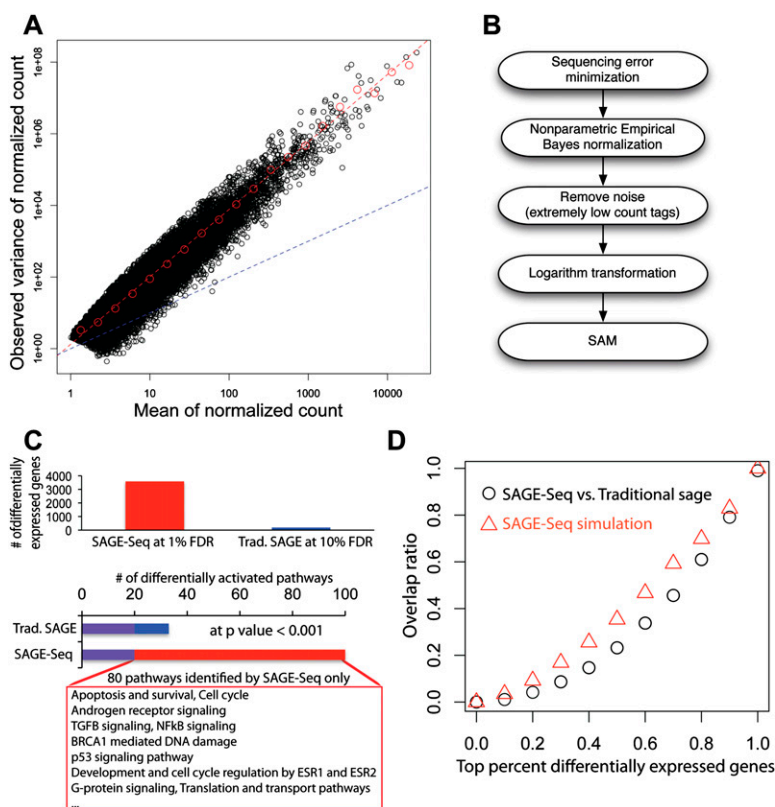 A
Observed variance of normalized count
1e+08
1e+06
1e+04
1e+02
1e+00
1
10
100
1000
10000
Mean of normalized count
B
Sequencing error
minimization
Nonparametric Empirical
Bayes normalization
Remove noise
(extremely low count tags)
Logarithm transformation
SAM
C
# ofdifferentially
expressed genes
4000
3000
2000
1000
0
SAGE-Seq at 1% FDR
Trad. SAGE at 10% FDR
# of differentially activated pathways
0 20 40 60 80 100
Trad. SAGE
at p value < 0.001
SAGE-Seq
80 pathways identified by SAGE-Seq only
Apoptosis and survival, Cell cycle
Androgen receptor signaling
TGFB signaling, NFkB signaling
BRCA1 mediated DNA damage
p53 signaling pathway
Development and cell cycle regulation by ESR1 and ESR2
G-protein signaling, Translation and transport pathways
...
D
Overlap ratio
1.0
0.8
0.6
0.4
0.2
0.0
SAGE-Seq vs. Traditional sage
SAGE-Seq simulation
0.0 0.2 0.4 0.6 0.8 1.0
Top percent differentially expressed genes